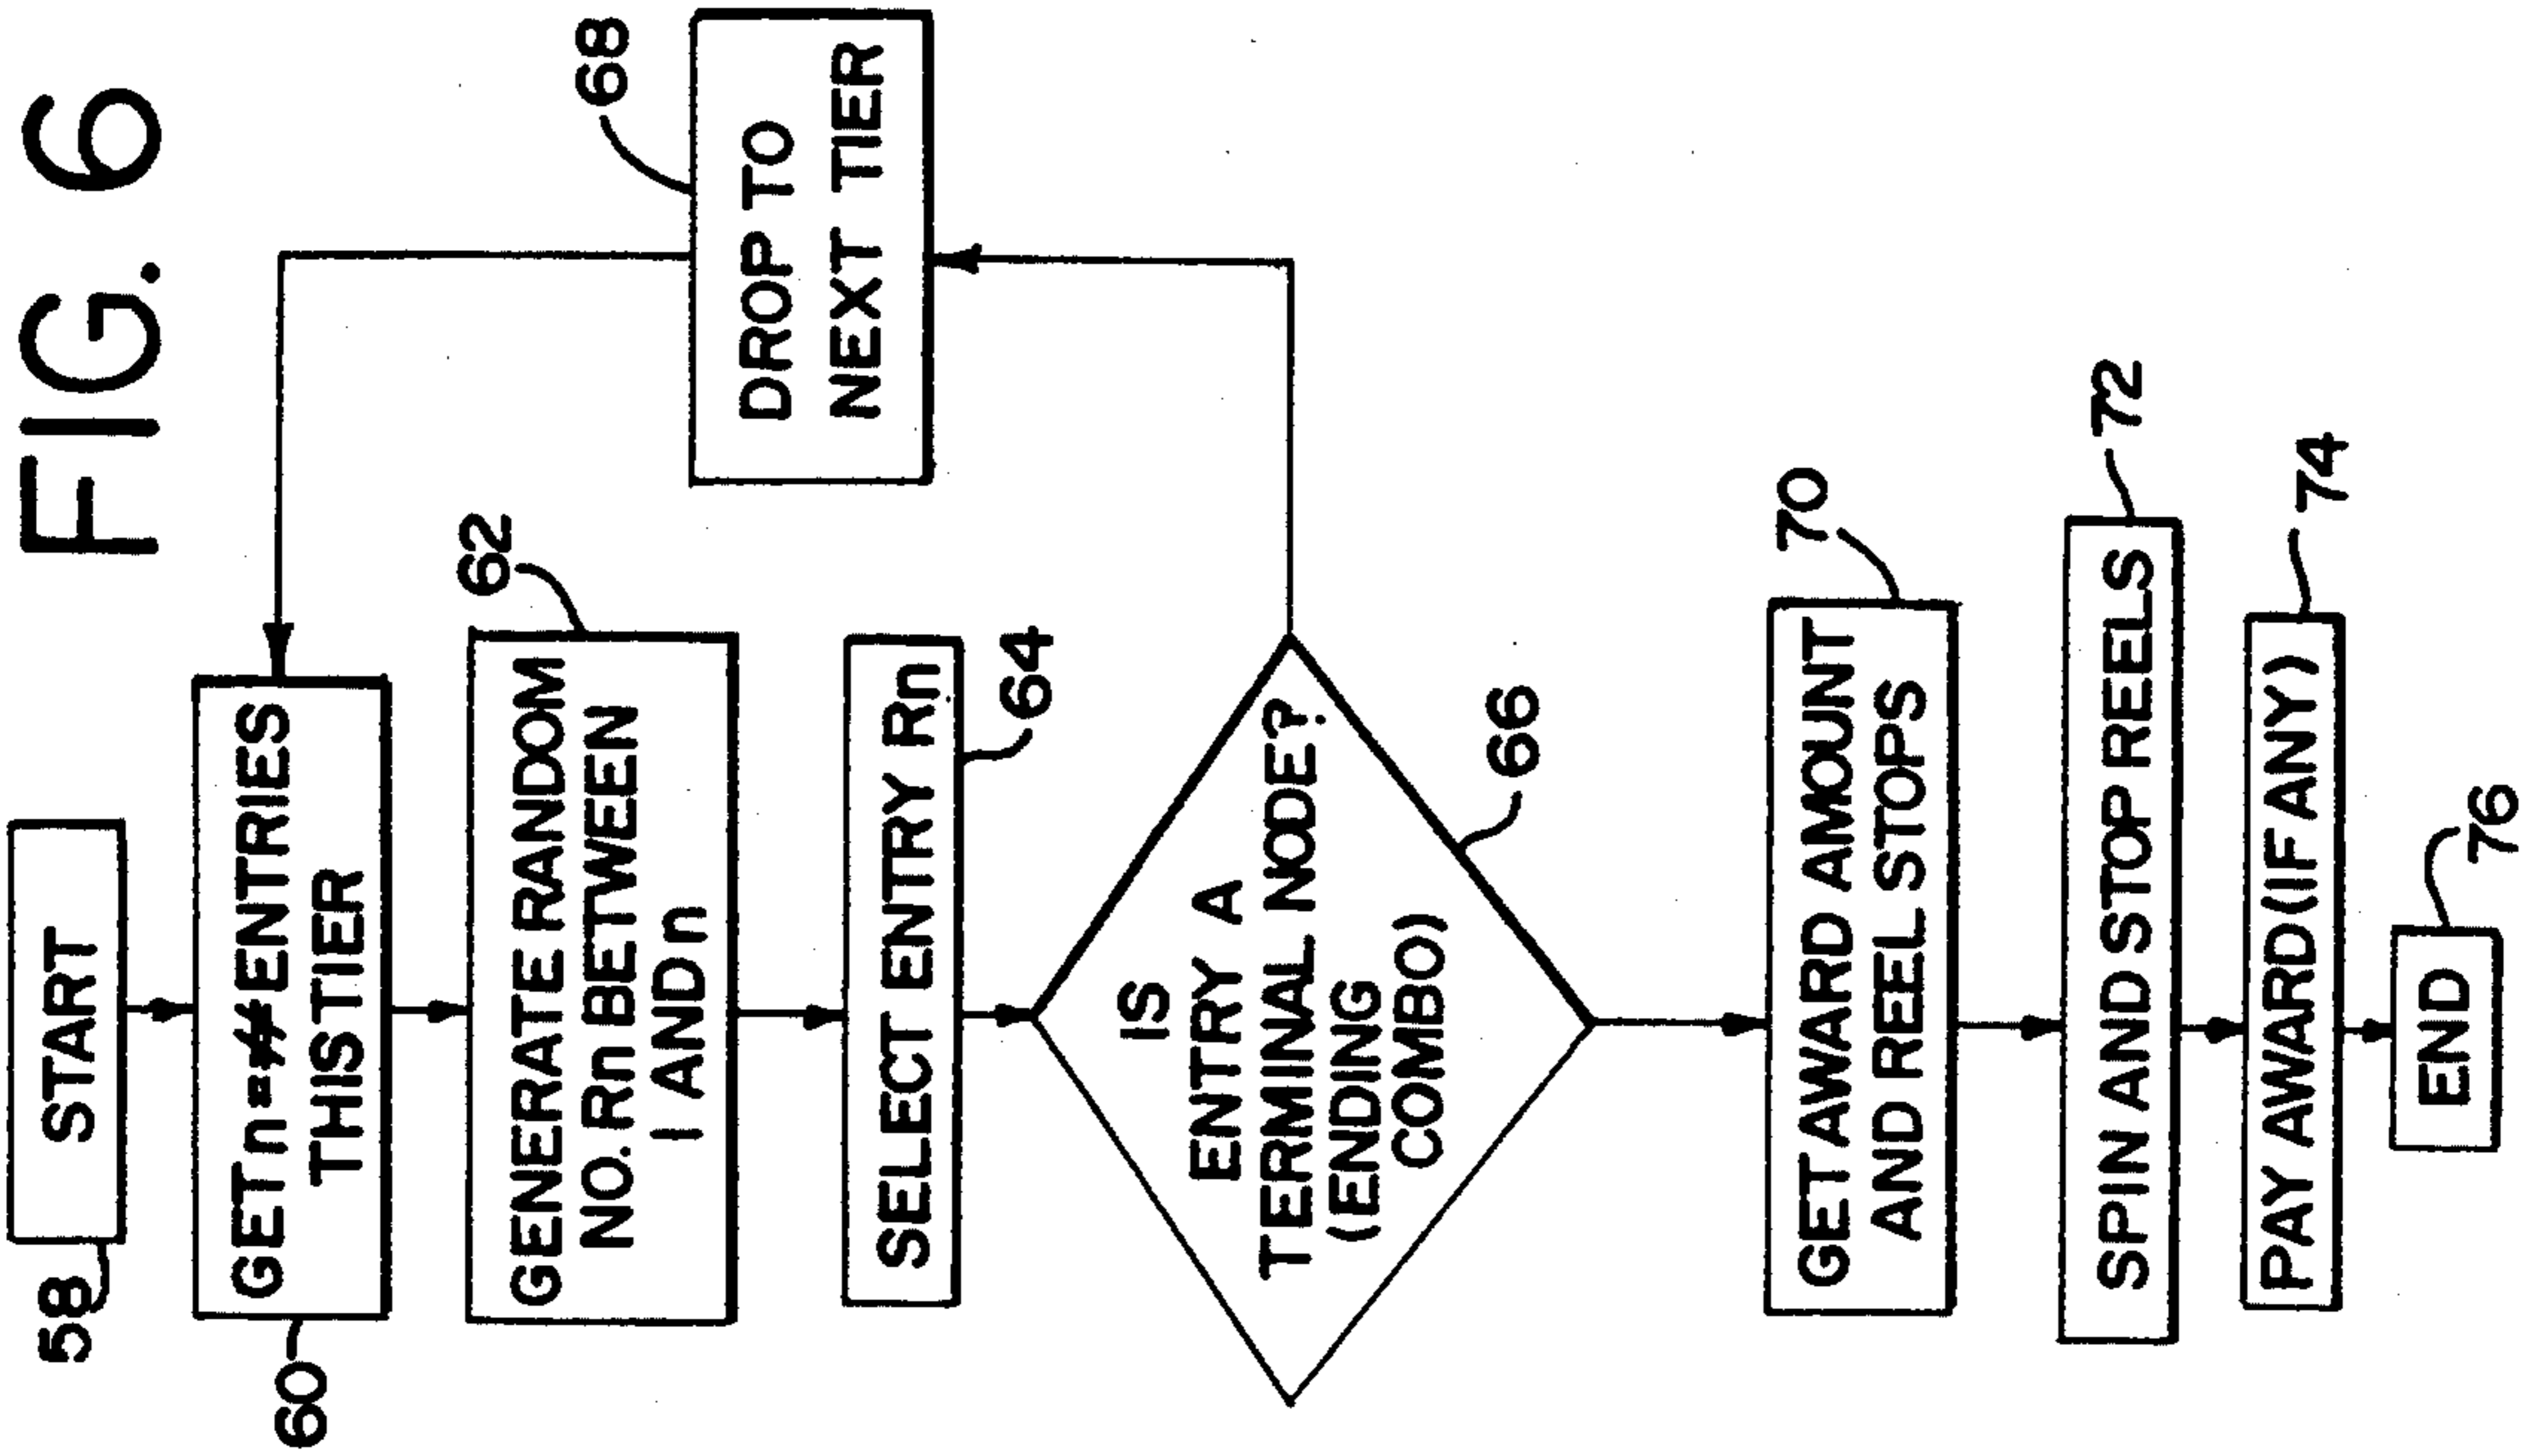 FIG. 6
58
START
60
GET n = # ENTRIES
THIS TIER
62
GENERATE RANDOM
NO. Rn BETWEEN
1 AND n
64
SELECT ENTRY Rn
66
IS
ENTRY A
TERMINAL NODE?
(ENDING
COMBO)
68
DROP TO
NEXT TIER
70
GET AWARD AMOUNT
AND REEL STOPS
72
SPIN AND STOP REELS
74
PAY AWARD (IF ANY)
76
END